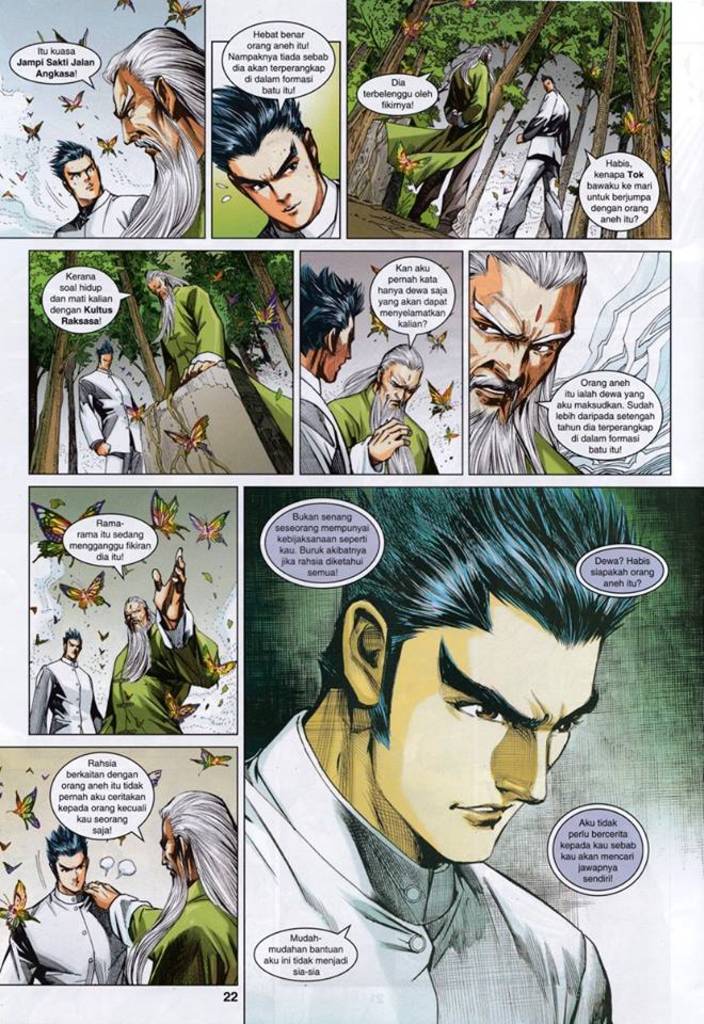 Itu kuasa
Jampi Sakti Jalan
Angkasa!
Hebat benar
orang aneh itu!
Nampaknya tiada sebab
dia akan terperangkap
di dalam formasi
batu itu!
Dia
terbelenggu oleh
fikirnya!
Habis,
kenapa Tok
bawaku ke mari
untuk berjumpa
dengan orang
aneh itu?
Kerana
soal hidup
dan mati kalian
dengan Kultus
Raksasa!
Kan aku
pernah kata
hanya dewa saja
yang akan dapat
menyelamatkan
kalian?
Orang aneh
itu ialah dewa yang
aku maksudkan. Sudah
lebih daripada setengah
tahun dia terperangkap
di dalam formasi
batu itu!
Rama-
rama itu sedang
mengganggu fikiran
dia itu!
Bukan senang
seseorang mempunyai
kebijaksanaan seperti
kau. Buruk akibatnya
jika rahsia diketahui
semua!
Dewa? Habis
siapakah orang
aneh itu?
Rahsia
berkaitan dengan
orang aneh itu tidak
pernah aku ceritakan
kepada orang kecuali
kau seorang
saja!
Aku tidak
perlu bercerita
kepada kau sebab
kau akan mencari
jawapnya
sendiri!
Mudah-
mudahan bantuan
aku ini tidak menjadi
sia-sia
22